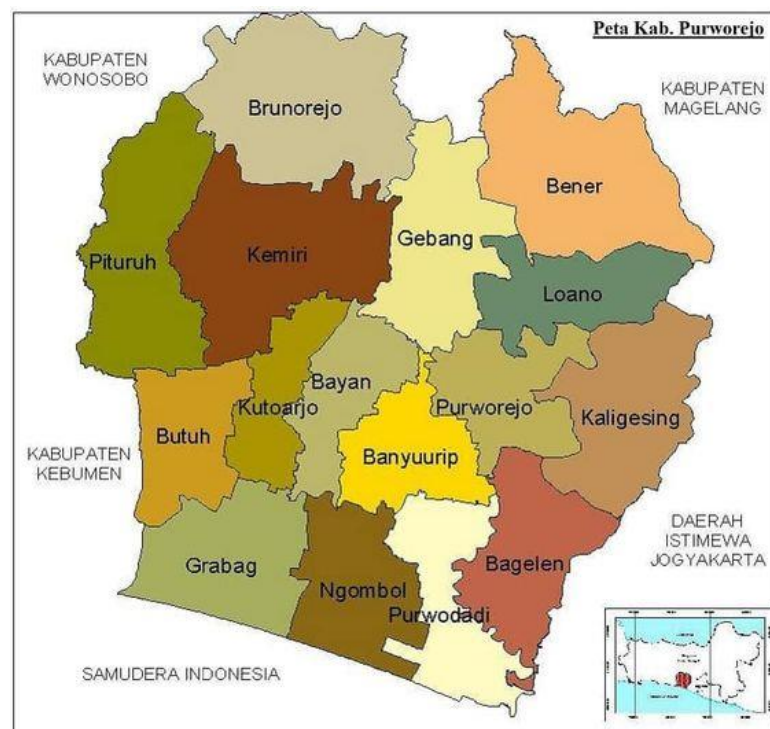 Peta Kab. Purworejo
KABUPATEN
WONOSOBO
KABUPATEN
MAGELANG
Brunorejo
Bener
Gebang
Pituruh
Kemiri
Loano
Bayan
Kutoarjo
Purworejo
Kaligesing
Butuh
Banyuurip
KABUPATEN
KEBUMEN
DAERAH
ISTIMEWA
JOGYAKARTA
Grabag
Ngombol
Bagelen
Purwodadi
SAMUDERA INDONESIA